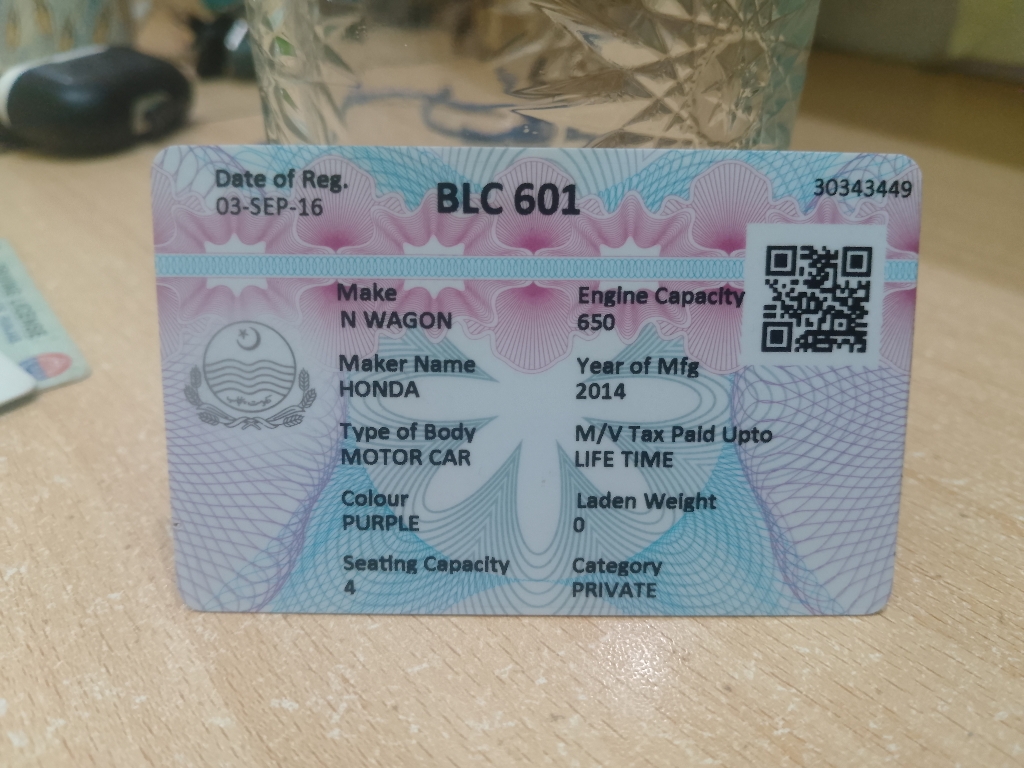 Date of Reg.
03-SEP-16
BLC 601
30343449
Make
N WAGON
Engine Capacity
650
Maker Name
HONDA
Year of Mfg
2014
Type of Body
MOTOR CAR
M/V Tax Paid Upto
LIFE TIME
Colour
PURPLE
Laden Weight
0
Seating Capacity
4
Category
PRIVATE